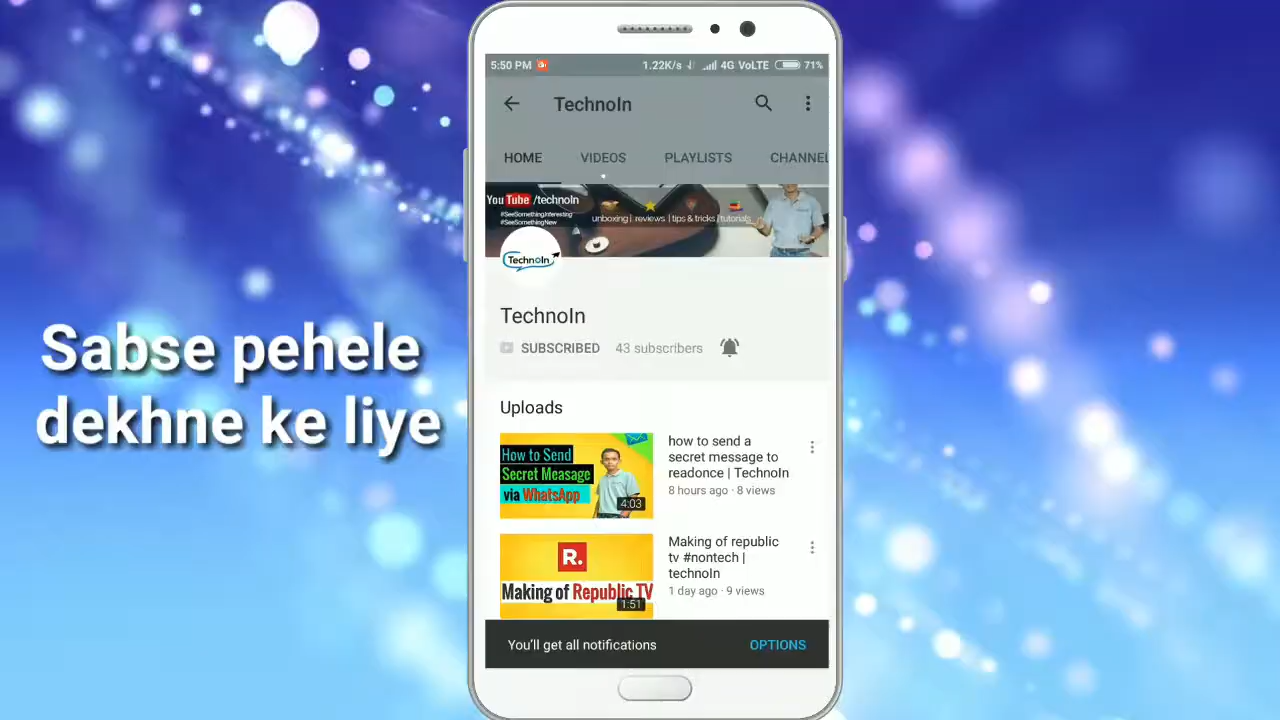 5:50 PM 1.22K/s 4G VoLTE 71%
TechnoIn
HOME VIDEOS PLAYLISTS CHANNEL
YouTube /technoIn
#SeeSomethingInteresting
#SeeSomethingNew
unboxing | reviews | tips & tricks / tutorials
TechnoIn
TechnoIn
SUBSCRIBED 43 subscribers
Sabse pehele
dekhne ke liye
Uploads
How to Send
Secret Measage
via WhatsApp
4:03
how to send a
secret message to
readonce | TechnoIn
8 hours ago · 8 views
R.
Making of Republic TV
1:51
Making of republic
tv #nontech |
technoIn
1 day ago · 9 views
You'll get all notifications OPTIONS